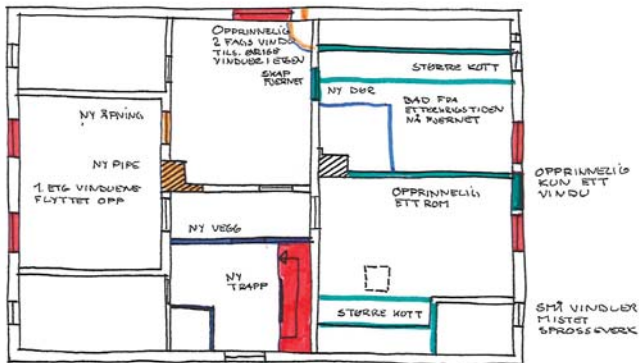 OPPRINNELIG
2 FAGS VINDU
TILS. ØRIGE
VINDUER I ETGEN
SKAP
FJERNET
STØRRE KOTT
NY DØR
BAD FRA
ETTERKRIGSTIDEN
NÅ FJERNET
NY ÅPNING
NY PIPE
1. ETG VINDUENE
FLYTTET OPP
OPPRINNELIG
ETT ROM
OPPRINNELIG
KUN ETT
VINDU
NY VEGG
NY
TRAPP
STØRRE KOTT
SMÅ VINDUER
MISTET
SPROSSEVERK